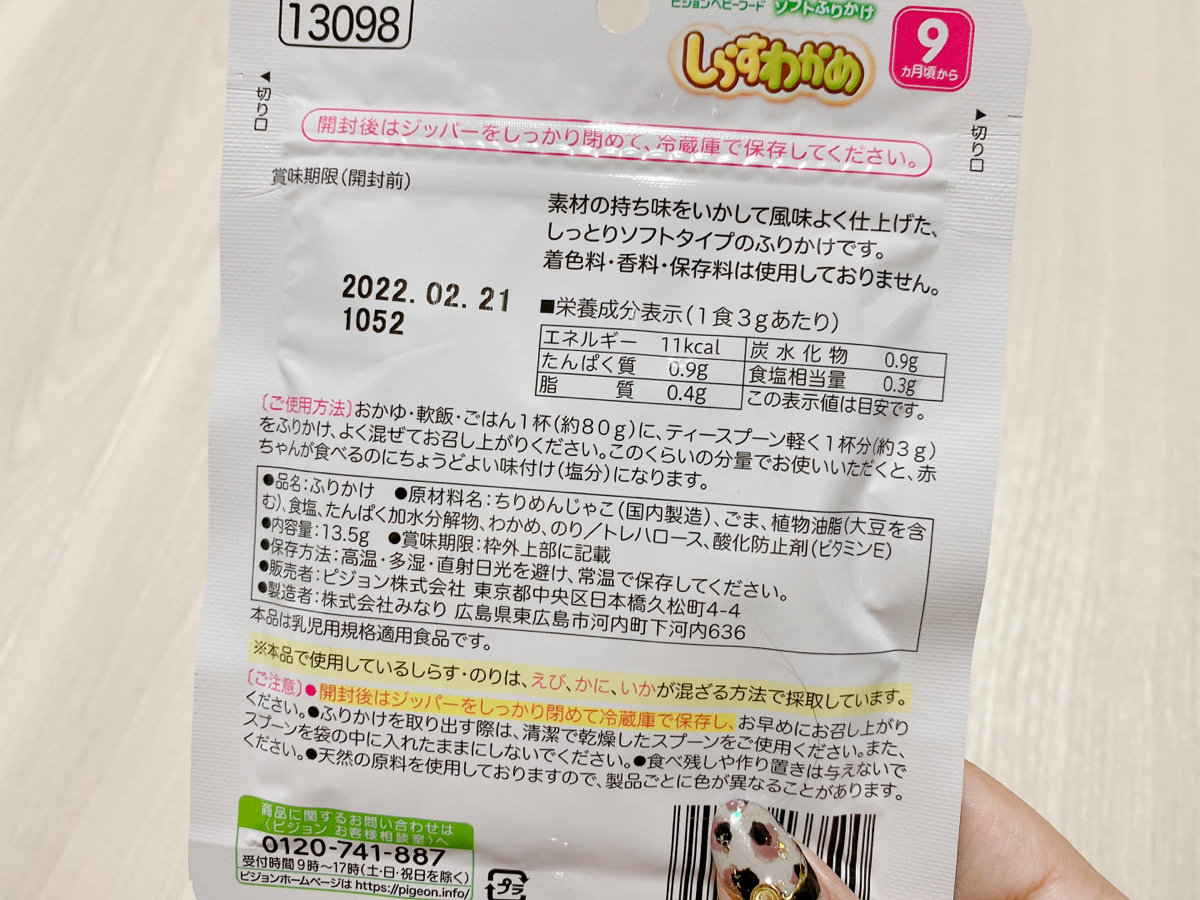 13098
ピジョンベビーフード ソフトふりかけ
しらすわかめ
9
カ月頃から
◀切り口
▶切り口
開封後はジッパーをしっかり閉めて、冷蔵庫で保存してください。
賞味期限(開封前)
2022.02.21
1052
素材の持ち味をいかして風味よく仕上げた、
しっとりソフトタイプのふりかけです。
着色料・香料・保存料は使用しておりません。
■栄養成分表示(1食3gあたり)
エネルギー 11kcal 炭水化物 0.9g
たんぱく質 0.9g 食塩相当量 0.3g
脂質 0.4g この表示値は目安です。
〔ご使用方法〕おかゆ・軟飯・ごはん1杯(約80g)に、ティースプーン軽く1杯分(約3g)
をふりかけ、よく混ぜてお召し上がりください。このくらいの分量でお使いいただくと、赤
ちゃんが食べるのにちょうどよい味付け(塩分)になります。
●品名:ふりかけ ●原材料名:ちりめんじゃこ(国内製造)、ごま、植物油脂(大豆を含
む)、食塩、たんぱく加水分解物、わかめ、のり/トレハロース、酸化防止剤(ビタミンE)
●内容量:13.5g ●賞味期限:枠外上部に記載
●保存方法:高温・多湿・直射日光を避け、常温で保存してください。
●販売者:ピジョン株式会社 東京都中央区日本橋久松町4-4
●製造者:株式会社みなり 広島県東広島市河内町下河内636
本品は乳児用規格適用食品です。
※本品で使用しているしらす・のりは、えび、かに、いかが混ざる方法で採取しています。
〔ご注意〕●開封後はジッパーをしっかり閉めて冷蔵庫で保存し、お早めにお召し上がり
ください。●ふりかけを取り出す際は、清潔で乾燥したスプーンをご使用ください。また、
スプーンを袋の中に入れたままにしないでください。●食べ残しや作り置きは与えないで
ください。●天然の原料を使用しておりますので、製品ごとに色が異なることがあります。
商品に関するお問い合わせは
〈ピジョン お客様相談室〉へ
0120-741-887
受付時間9時〜17時(土・日・祝日を除く)
ピジョンホームページは https://pigeon.info/
プラ